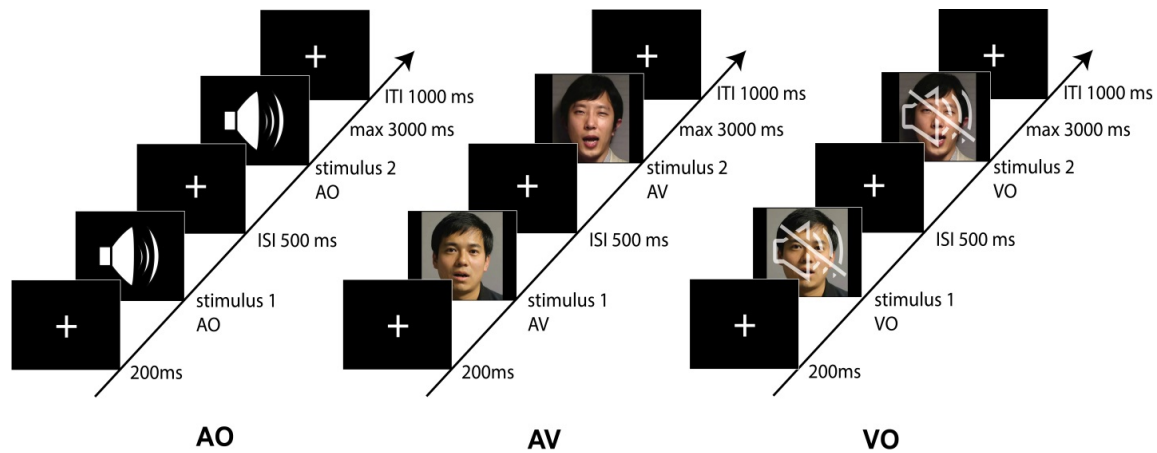 ITI 1000 ms
max 3000 ms
stimulus 2
AO
ISI 500 ms
stimulus 1
AO
200ms
AO
ITI 1000 ms
max 3000 ms
stimulus 2
AV
ISI 500 ms
stimulus 1
AV
200ms
AV
ITI 1000 ms
max 3000 ms
stimulus 2
VO
ISI 500 ms
stimulus 1
VO
200ms
VO